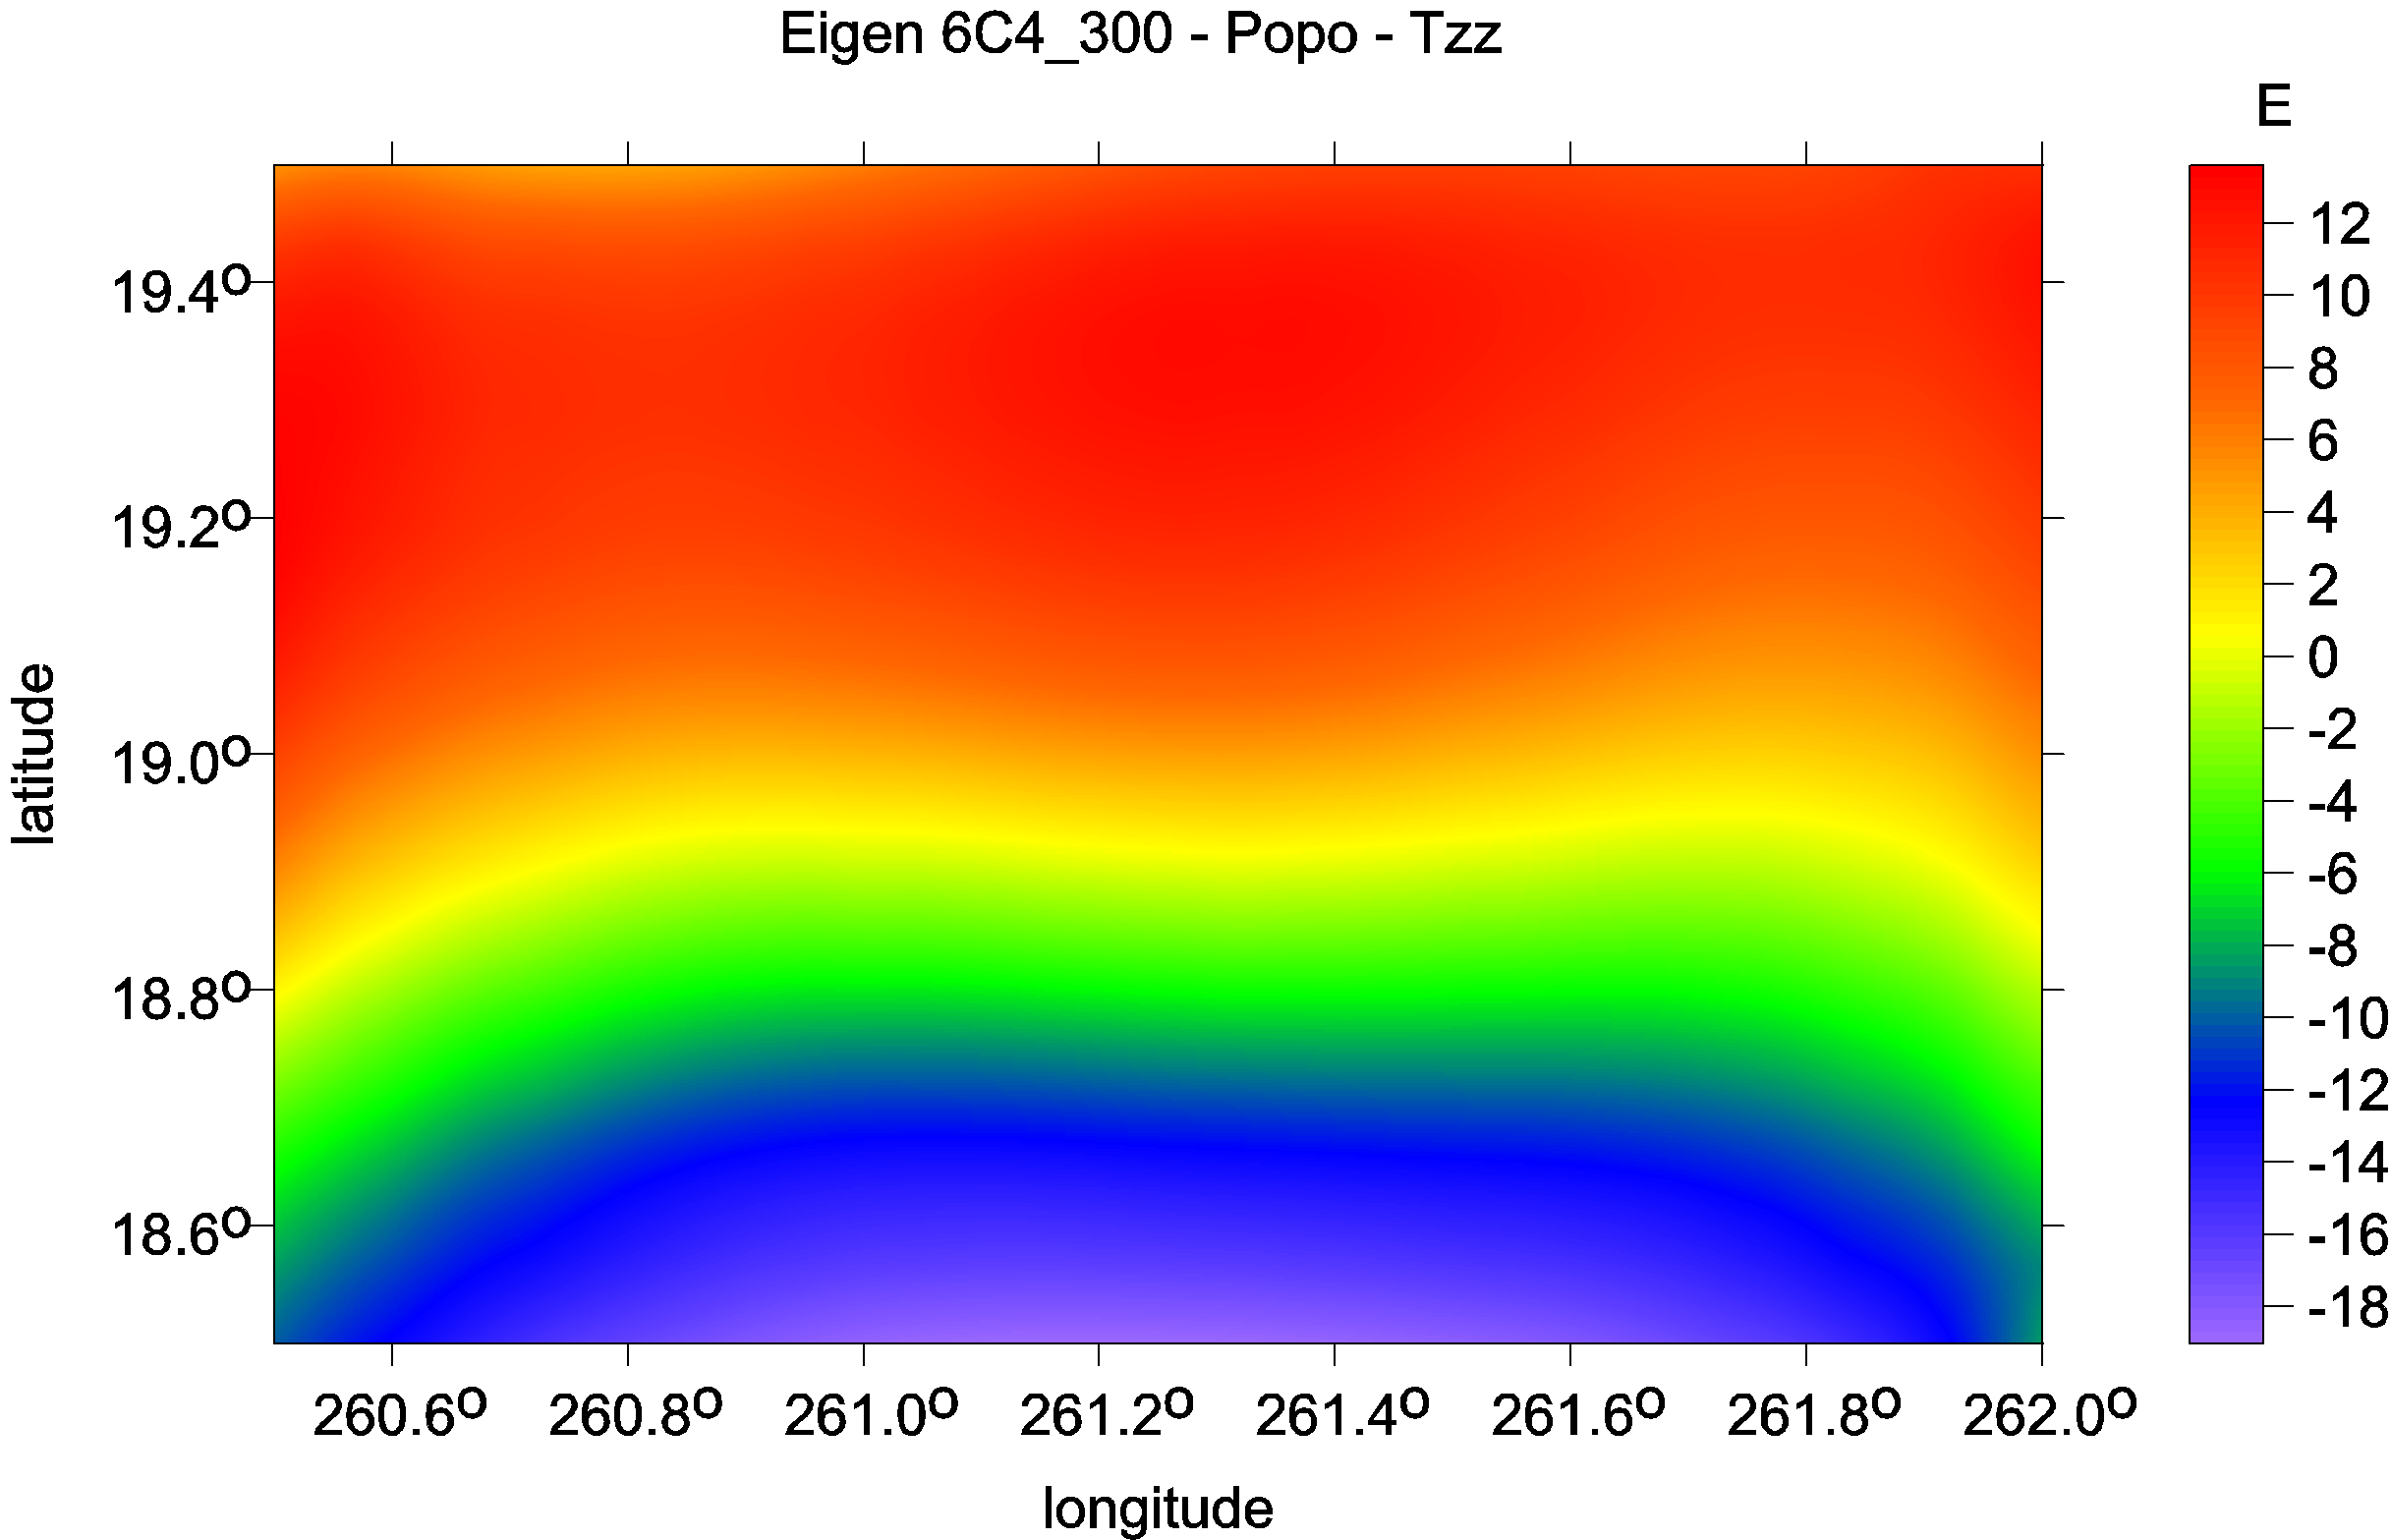 Eigen 6C4_300 - Popo - Tzz
E
12
10
8
6
4
2
0
-2
-4
-6
-8
-10
-12
-14
-16
-18
19.4º
19.2º
19.0º
18.8º
18.6º
latitude
260.6º 260.8º 261.0º 261.2º 261.4º 261.6º 261.8º 262.0º
longitude